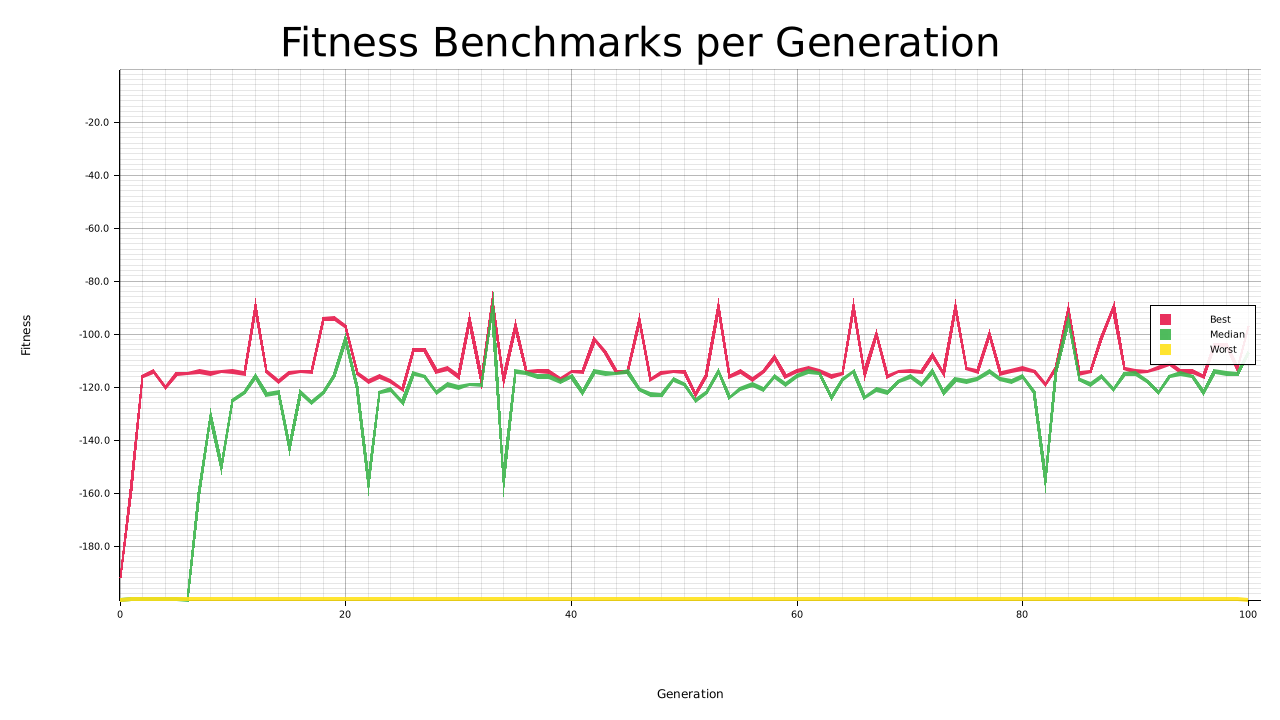 Fitness Benchmarks per Generation
-20.0
-40.0
-60.0
-80.0
-100.0
-120.0
-140.0
-160.0
-180.0
Fitness
Best
Median
Worst
0 20 40 60 80 100
Generation